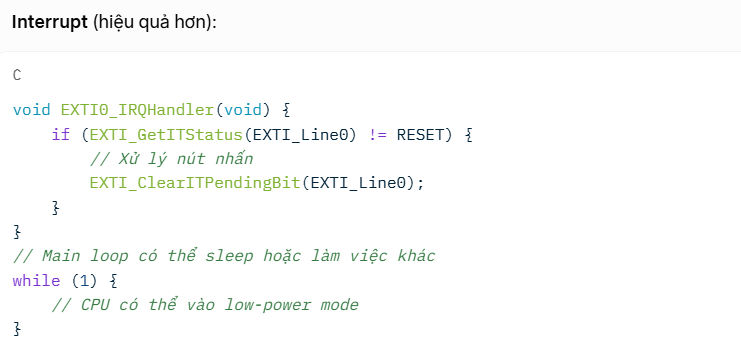 Interrupt (hiệu quả hơn):
C
void EXTI0_IRQHandler(void) {
    if (EXTI_GetITStatus(EXTI_Line0) != RESET) {
        // Xử lý nút nhấn
        EXTI_ClearITPendingBit(EXTI_Line0);
    }
}
// Main loop có thể sleep hoặc làm việc khác
while (1) {
    // CPU có thể vào low-power mode
}